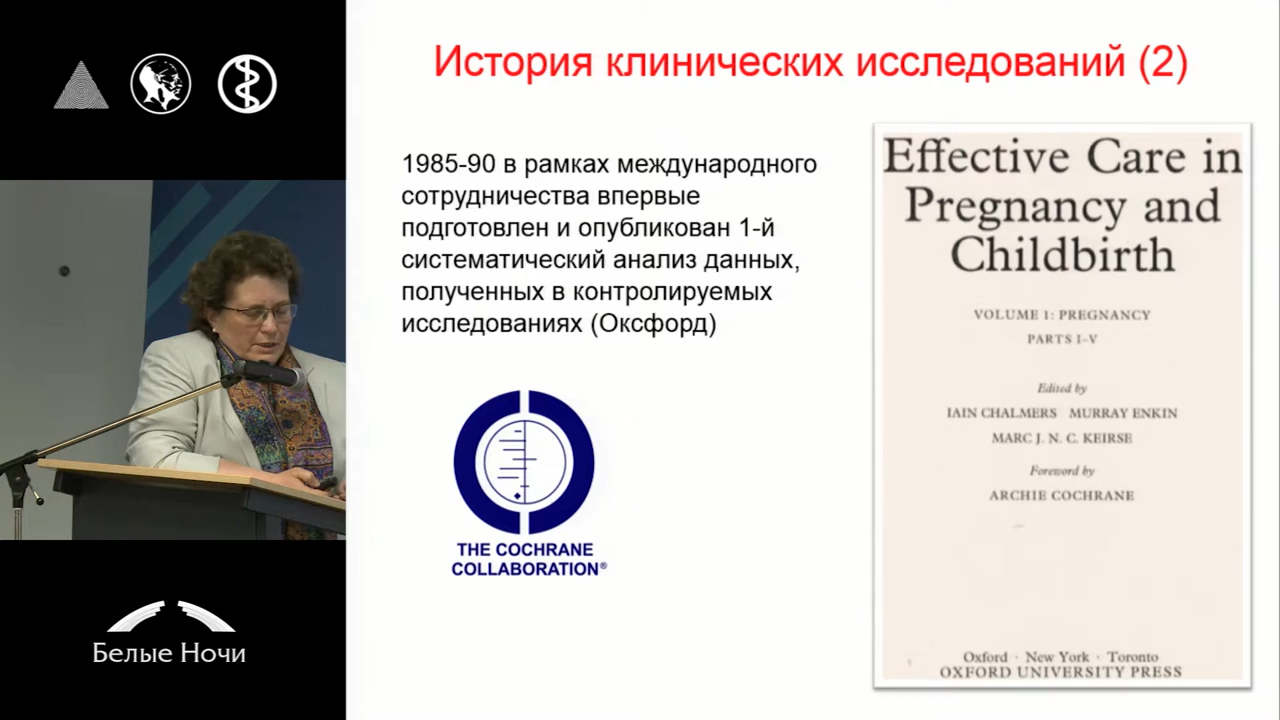 История клинических исследований (2)
1985-90 в рамках международного
сотрудничества впервые
подготовлен и опубликован 1-й
систематический анализ данных,
полученных в контролируемых
исследованиях (Оксфорд)
THE COCHRANE
COLLABORATION®
Effective Care in
Pregnancy and
Childbirth
VOLUME 1: PREGNANCY
PARTS I–V
Edited by
IAIN CHALMERS MURRAY ENKIN
MARC J. N. C. KEIRSE
Foreword by
ARCHIE COCHRANE
Oxford · New York · Toronto
OXFORD UNIVERSITY PRESS
Белые Ночи